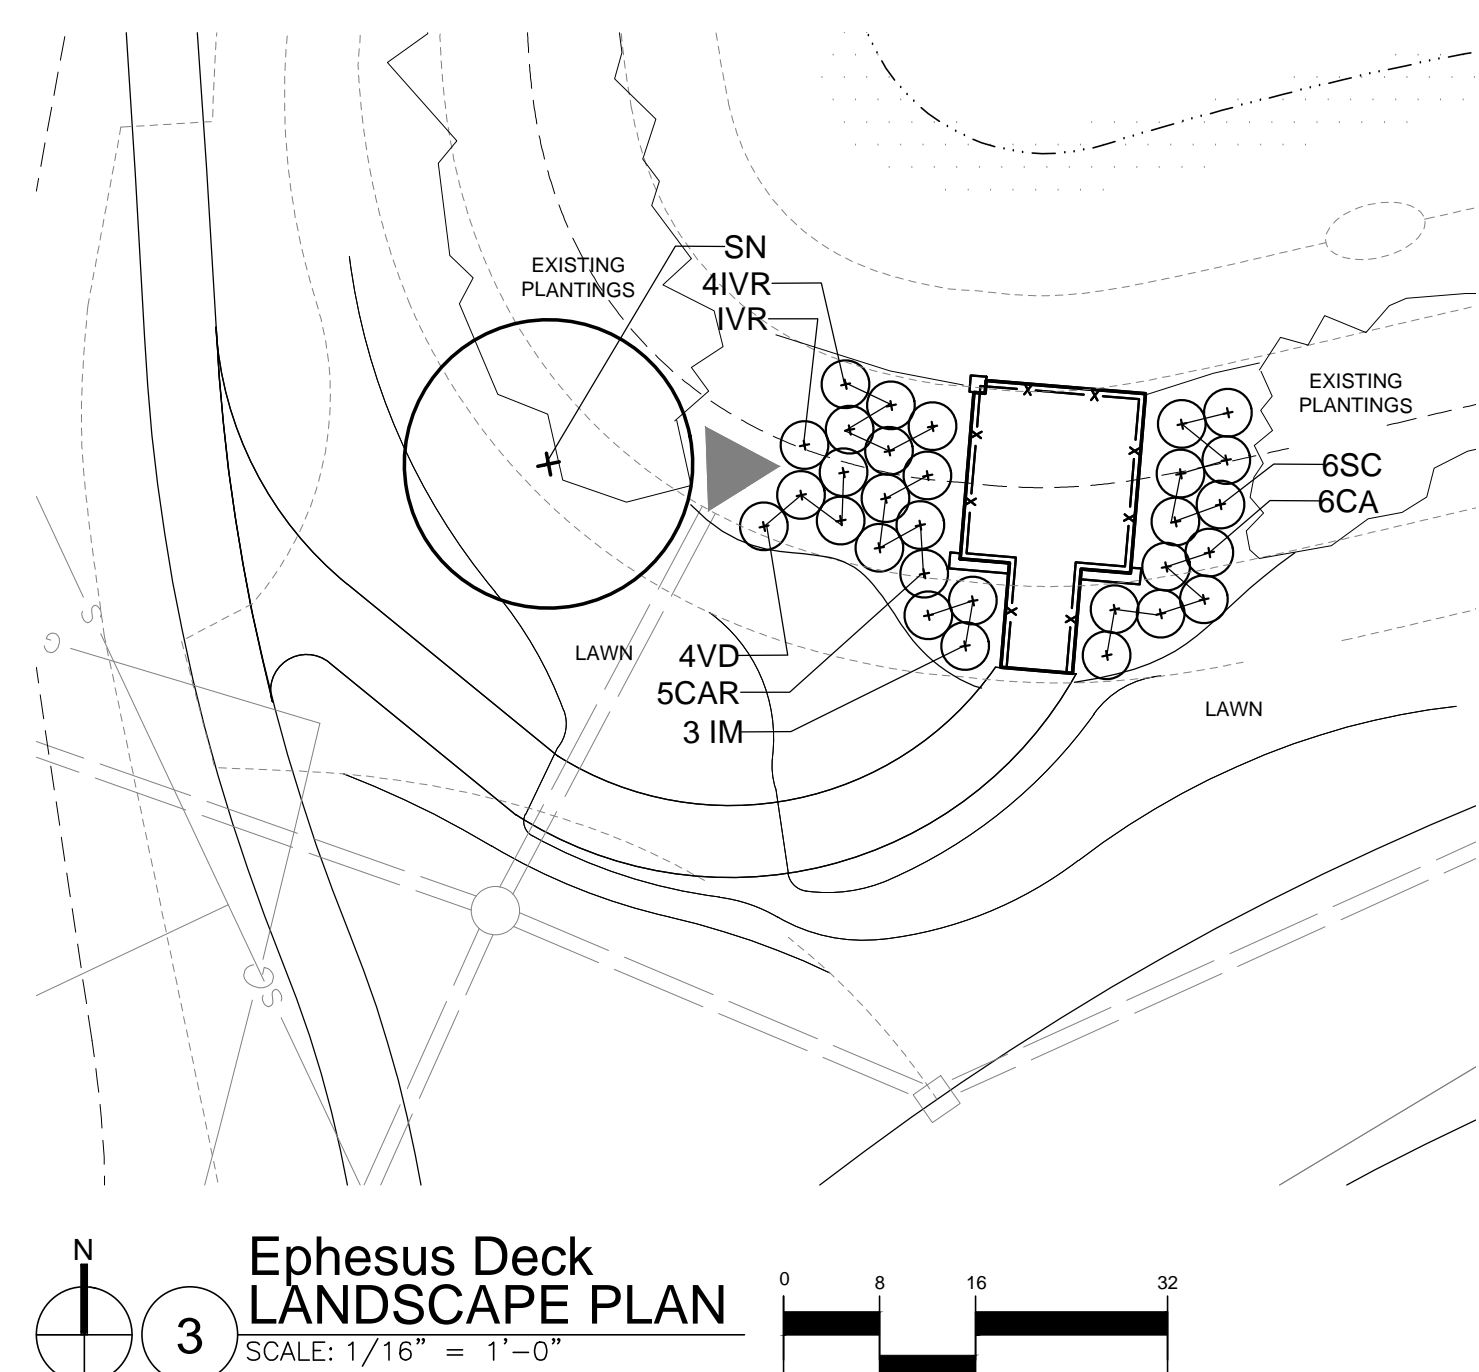 SN
4IVR
IVR
EXISTING
PLANTINGS
EXISTING
PLANTINGS
6SC
6CA
S
G
LAWN
4VD
5CAR
3 IM
LAWN
G
S
N
3
Ephesus Deck
LANDSCAPE PLAN
SCALE: 1/16” = 1’-0”
0 8 16 32